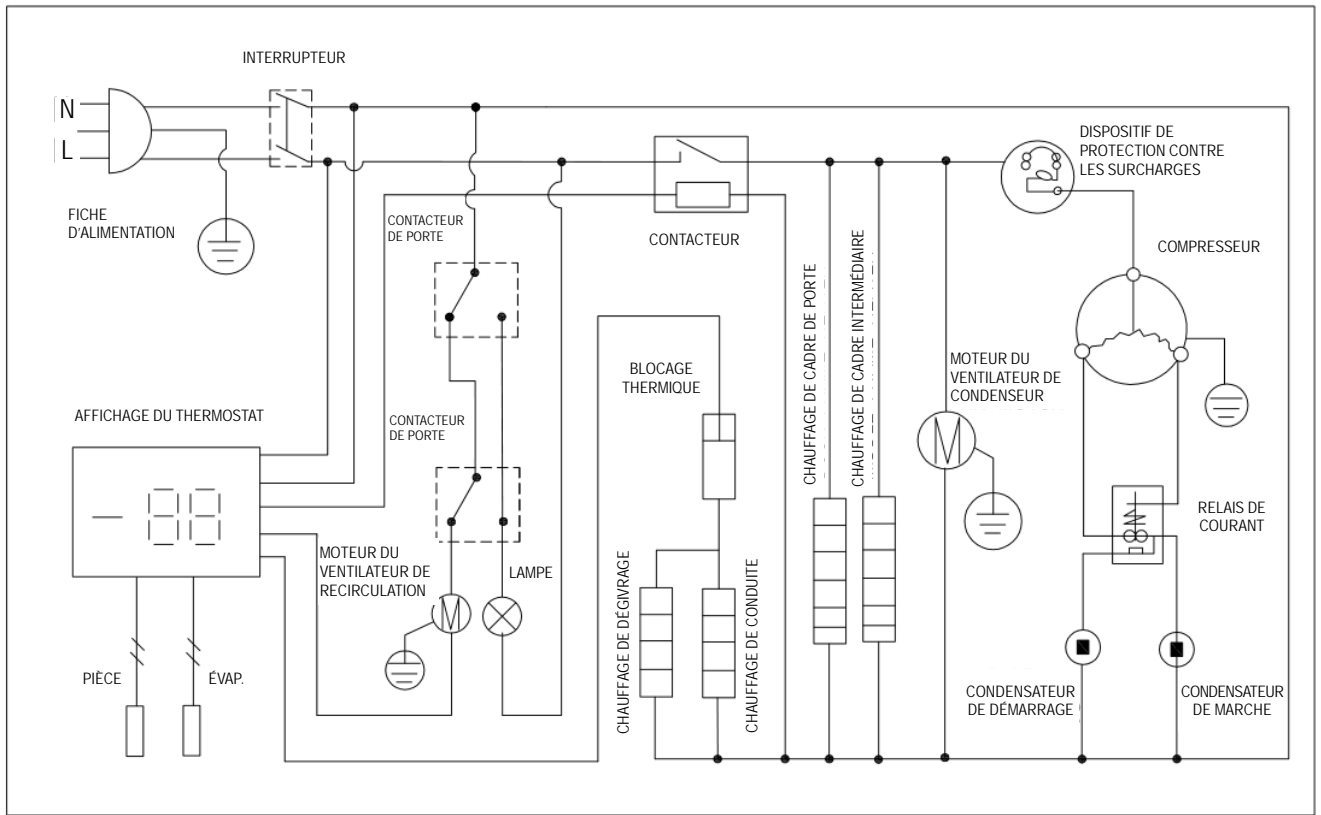 INTERRUPTEUR
N
L
FICHE
D'ALIMENTATION
CONTACTEUR
DE PORTE
CONTACTEUR
DISPOSITIF DE
PROTECTION CONTRE
LES SURCHARGES
COMPRESSEUR
CHAUFFAGE DE CADRE DE PORTE
CHAUFFAGE DE CADRE INTERMÉDIAIRE
BLOCAGE
THERMIQUE
MOTEUR DU
VENTILATEUR DE
CONDENSEUR
M
AFFICHAGE DU THERMOSTAT
CONTACTEUR
DE PORTE
RELAIS DE
COURANT
MOTEUR DU
VENTILATEUR DE
RECIRCULATION
M
LAMPE
CHAUFFAGE DE DÉGIVRAGE
CHAUFFAGE DE CONDUITE
PIÈCE
ÉVAP.
CONDENSATEUR
DE DÉMARRAGE
CONDENSATEUR
DE MARCHE